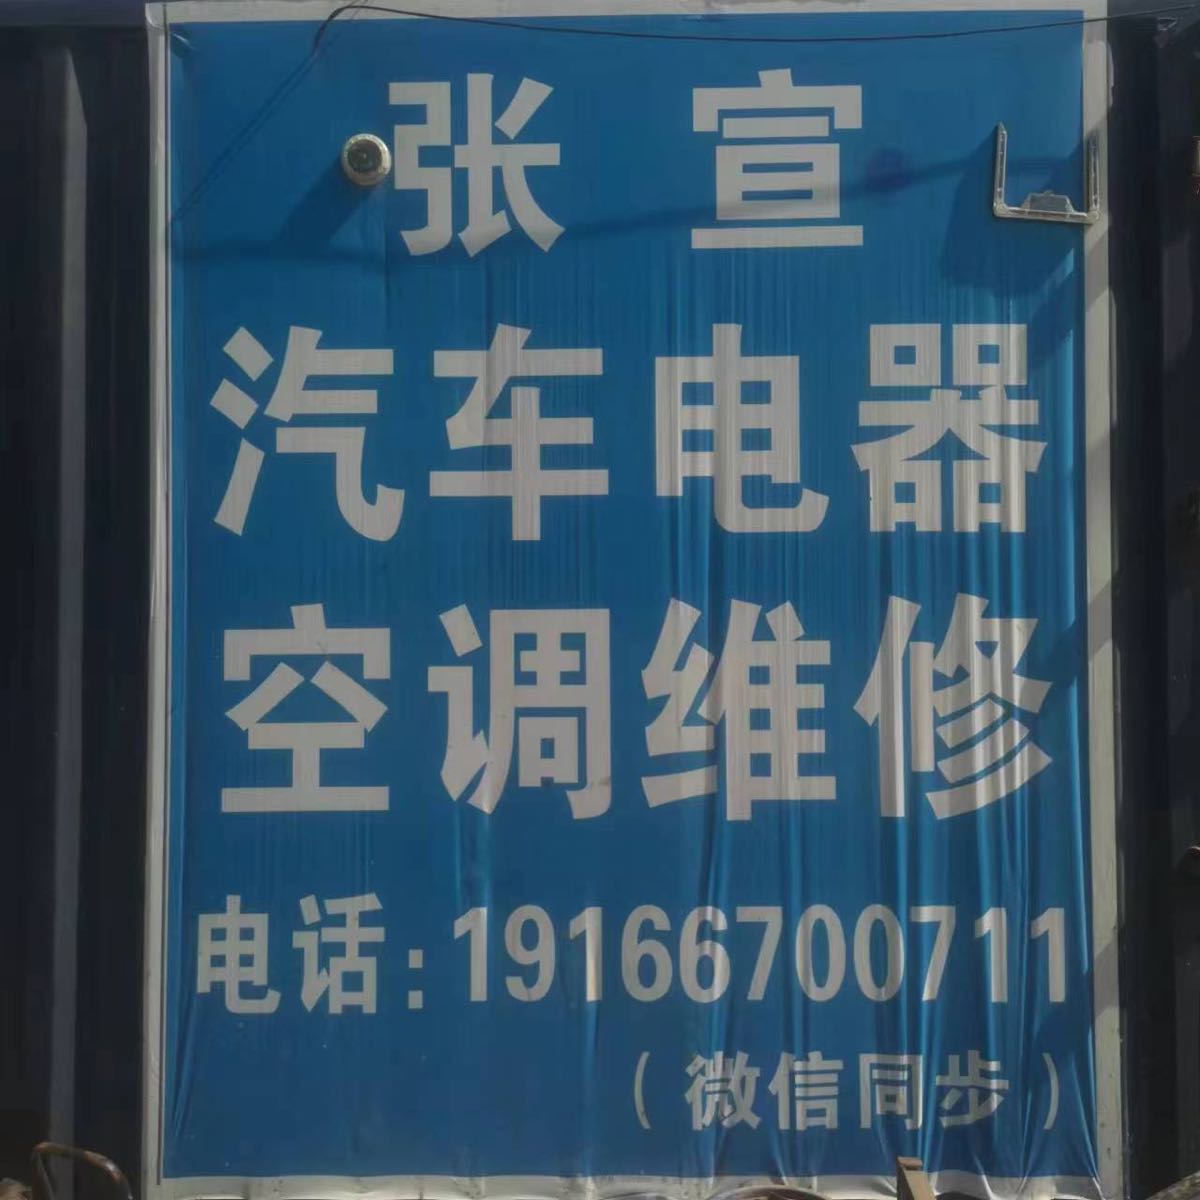 张 宣
汽车电器
空调维修
电话:19166700711
(微信同步)